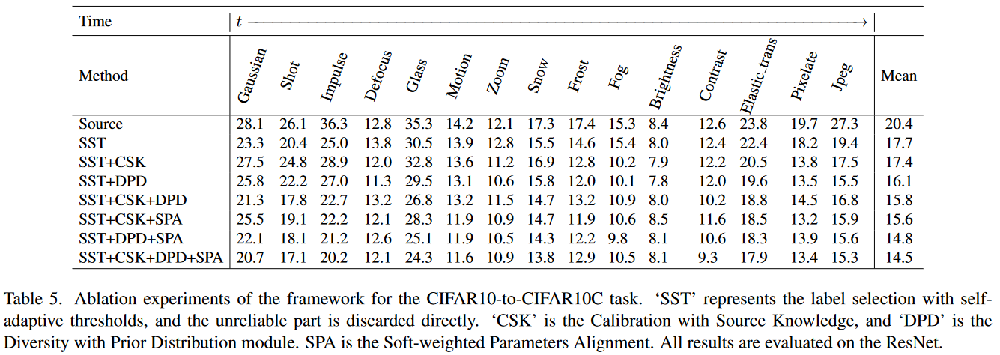 Time t
Method Gaussian Shot Impulse Defocus Glass Motion Zoom Snow Frost Fog Brightness Contrast Elastic_trans Pixelate Jpeg Mean
Source 28.1 26.1 36.3 12.8 35.3 14.2 12.1 17.3 17.4 15.3 8.4 12.6 23.8 19.7 27.3 20.4
SST 23.3 20.4 25.0 13.8 30.5 13.9 12.8 15.5 14.6 15.4 8.0 12.4 22.4 18.2 19.4 17.7
SST+CSK 27.5 24.8 28.9 12.0 32.8 13.6 11.2 16.9 12.8 10.2 7.9 12.2 20.5 13.8 17.5 17.4
SST+DPD 25.8 22.2 27.0 11.3 29.5 13.1 10.6 15.8 12.0 10.1 7.8 12.0 19.6 13.5 15.5 16.1
SST+CSK+DPD 21.3 17.8 22.7 13.2 26.8 13.2 11.5 14.7 13.2 10.9 8.0 10.2 18.8 14.5 16.8 15.8
SST+CSK+SPA 25.5 19.1 22.2 12.1 28.3 11.9 10.9 14.7 11.9 10.6 8.5 11.6 18.5 13.2 15.9 15.6
SST+DPD+SPA 22.1 18.1 21.2 12.6 25.1 11.9 10.5 14.3 12.2 9.8 8.1 10.6 18.3 13.9 15.6 14.8
SST+CSK+DPD+SPA 20.7 17.1 20.2 12.1 24.3 11.6 10.9 13.8 12.9 10.5 8.1 9.3 17.9 13.4 15.3 14.5
Table 5. Ablation experiments of the framework for the CIFAR10-to-CIFAR10C task. ‘SST’ represents the label selection with self-
adaptive thresholds, and the unreliable part is discarded directly. ‘CSK’ is the Calibration with Source Knowledge, and ‘DPD’ is the
Diversity with Prior Distribution module. SPA is the Soft-weighted Parameters Alignment. All results are evaluated on the ResNet.